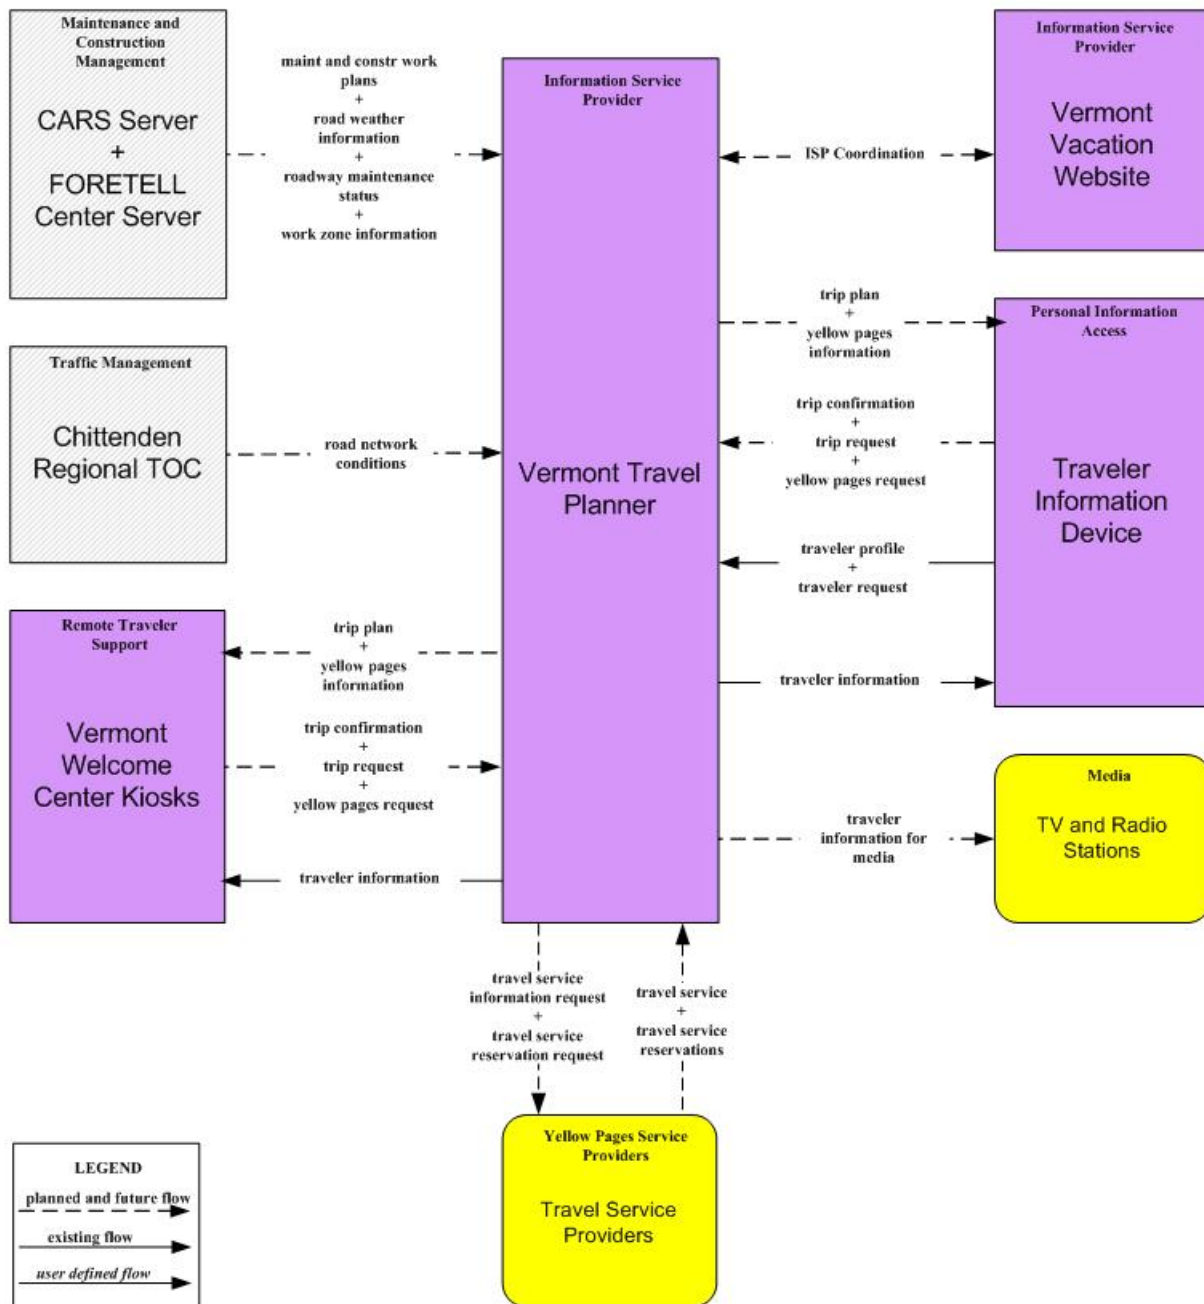 Maintenance and
Construction
Management
CARS Server
+
FORETELL
Center Server
maint and constr work
plans
+
road weather
information
+
roadway maintenance
status
+
work zone information
Information Service
Provider
Vermont Travel
Planner
ISP Coordination
Information Service
Provider
Vermont
Vacation
Website
Traffic Management
Chittenden
Regional TOC
road network
conditions
trip plan
+
yellow pages
information
trip confirmation
+
trip request
+
yellow pages request
traveler profile
+
traveler request
traveler information
Personal Information
Access
Traveler
Information
Device
Remote Traveler
Support
Vermont
Welcome
Center Kiosks
trip plan
+
yellow pages
information
trip confirmation
+
trip request
+
yellow pages request
traveler information
traveler
information for
media
Media
TV and Radio
Stations
travel service
information request
+
travel service
reservation request
travel service
+
travel service
reservations
Yellow Pages Service
Providers
Travel Service
Providers
LEGEND
planned and future flow
existing flow
user defined flow